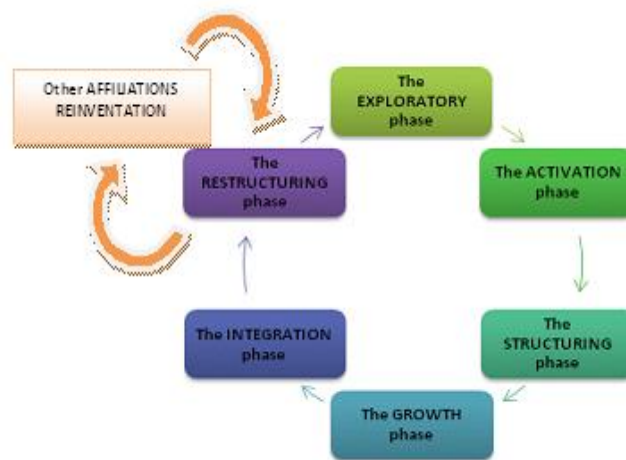 Other AFFILIATIONS
REINVENTATION
The
EXPLORATORY
phase
The ACTIVATION
phase
The
STRUCTURING
phase
The GROWTH
phase
The INTEGRATION
phase
The
RESTRUCTURING
phase